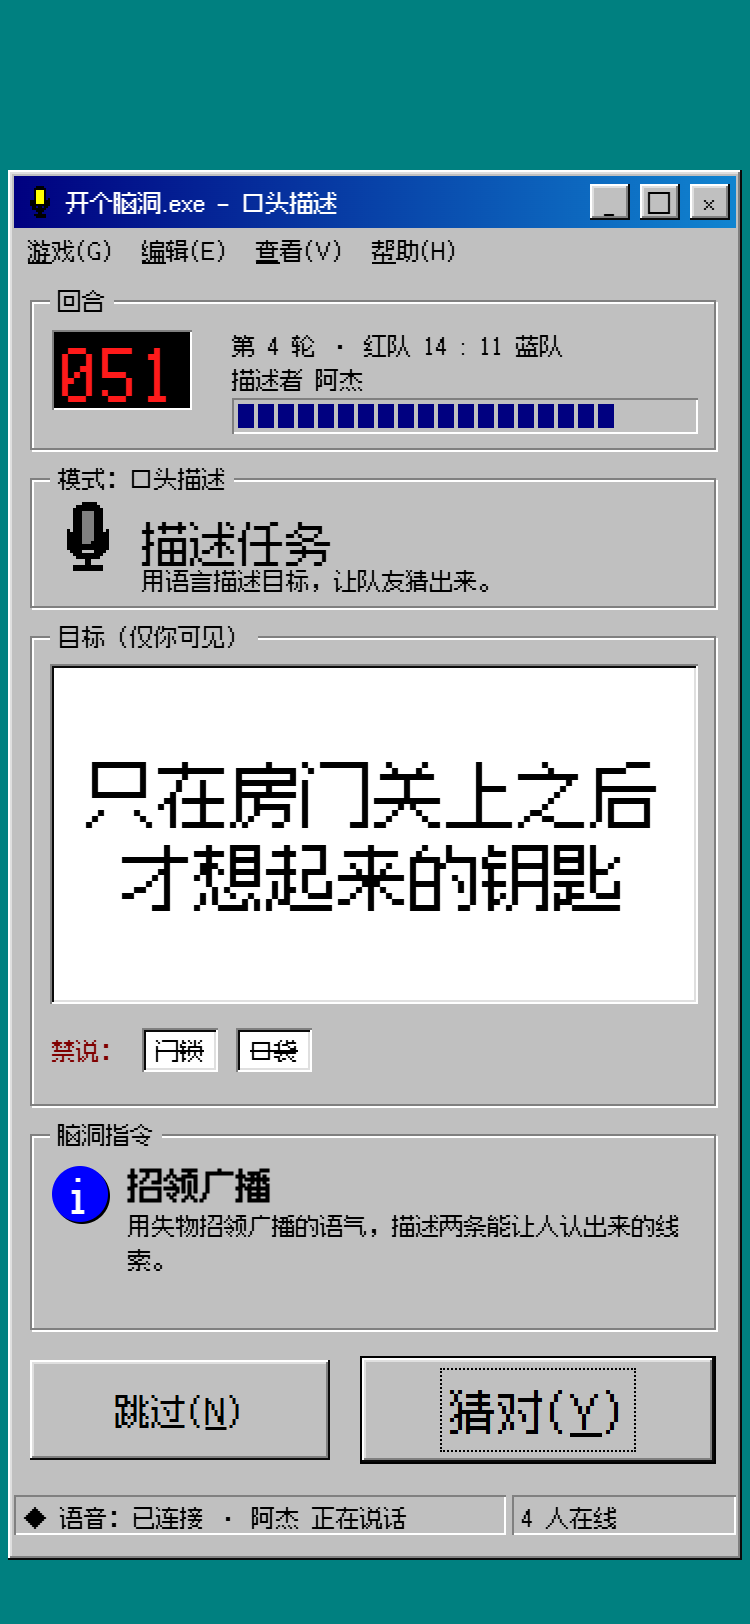 开个脑洞.exe - 口头描述
游戏(G) 编辑(E) 查看(V) 帮助(H)
回合
051
第 4 轮 · 红队 14 : 11 蓝队
描述者 阿杰
模式: 口头描述
描述任务
用语言描述目标，让队友猜出来。
目标（仅你可见）
只在房门关上之后
才想起来的钥匙
禁说: 门锁 口袋
脑洞指令
i
招领广播
用失物招领广播的语气，描述两条能让人认出来的线
索。
跳过(N) 猜对(Y)
◆ 语音: 已连接 · 阿杰 正在说话 4 人在线